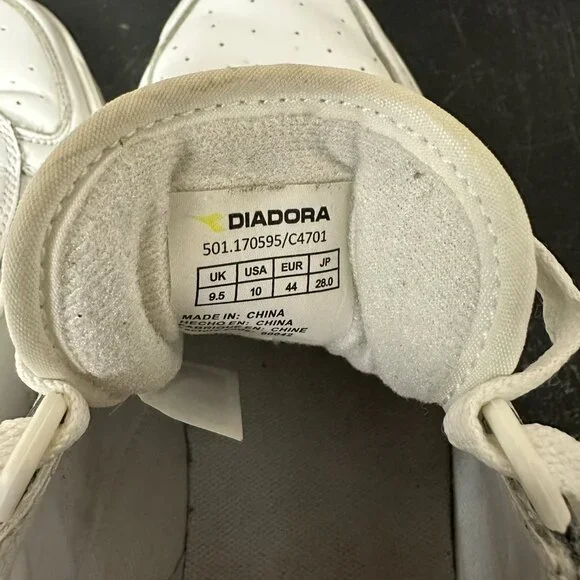 DIADORA
501.170595/C4701
UK USA EUR JP
9.5 10 44 28.0
MADE IN: CHINA
HECHO EN: CHINA
FABRIQUE EN: CHINE